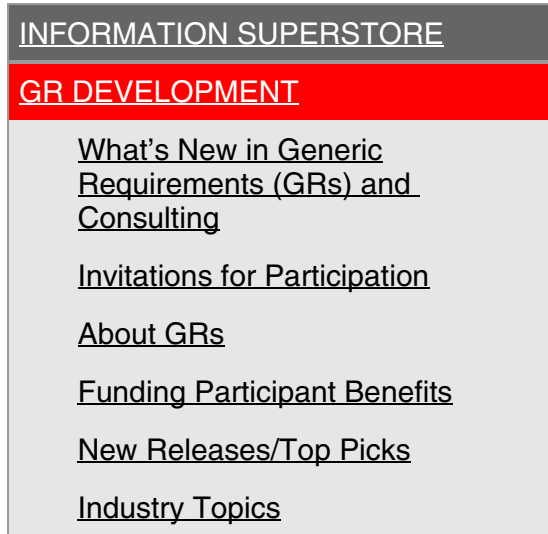 INFORMATION SUPERSTORE
GR DEVELOPMENT
What's New in Generic
Requirements (GRs) and
Consulting
Invitations for Participation
About GRs
Funding Participant Benefits
New Releases/Top Picks
Industry Topics